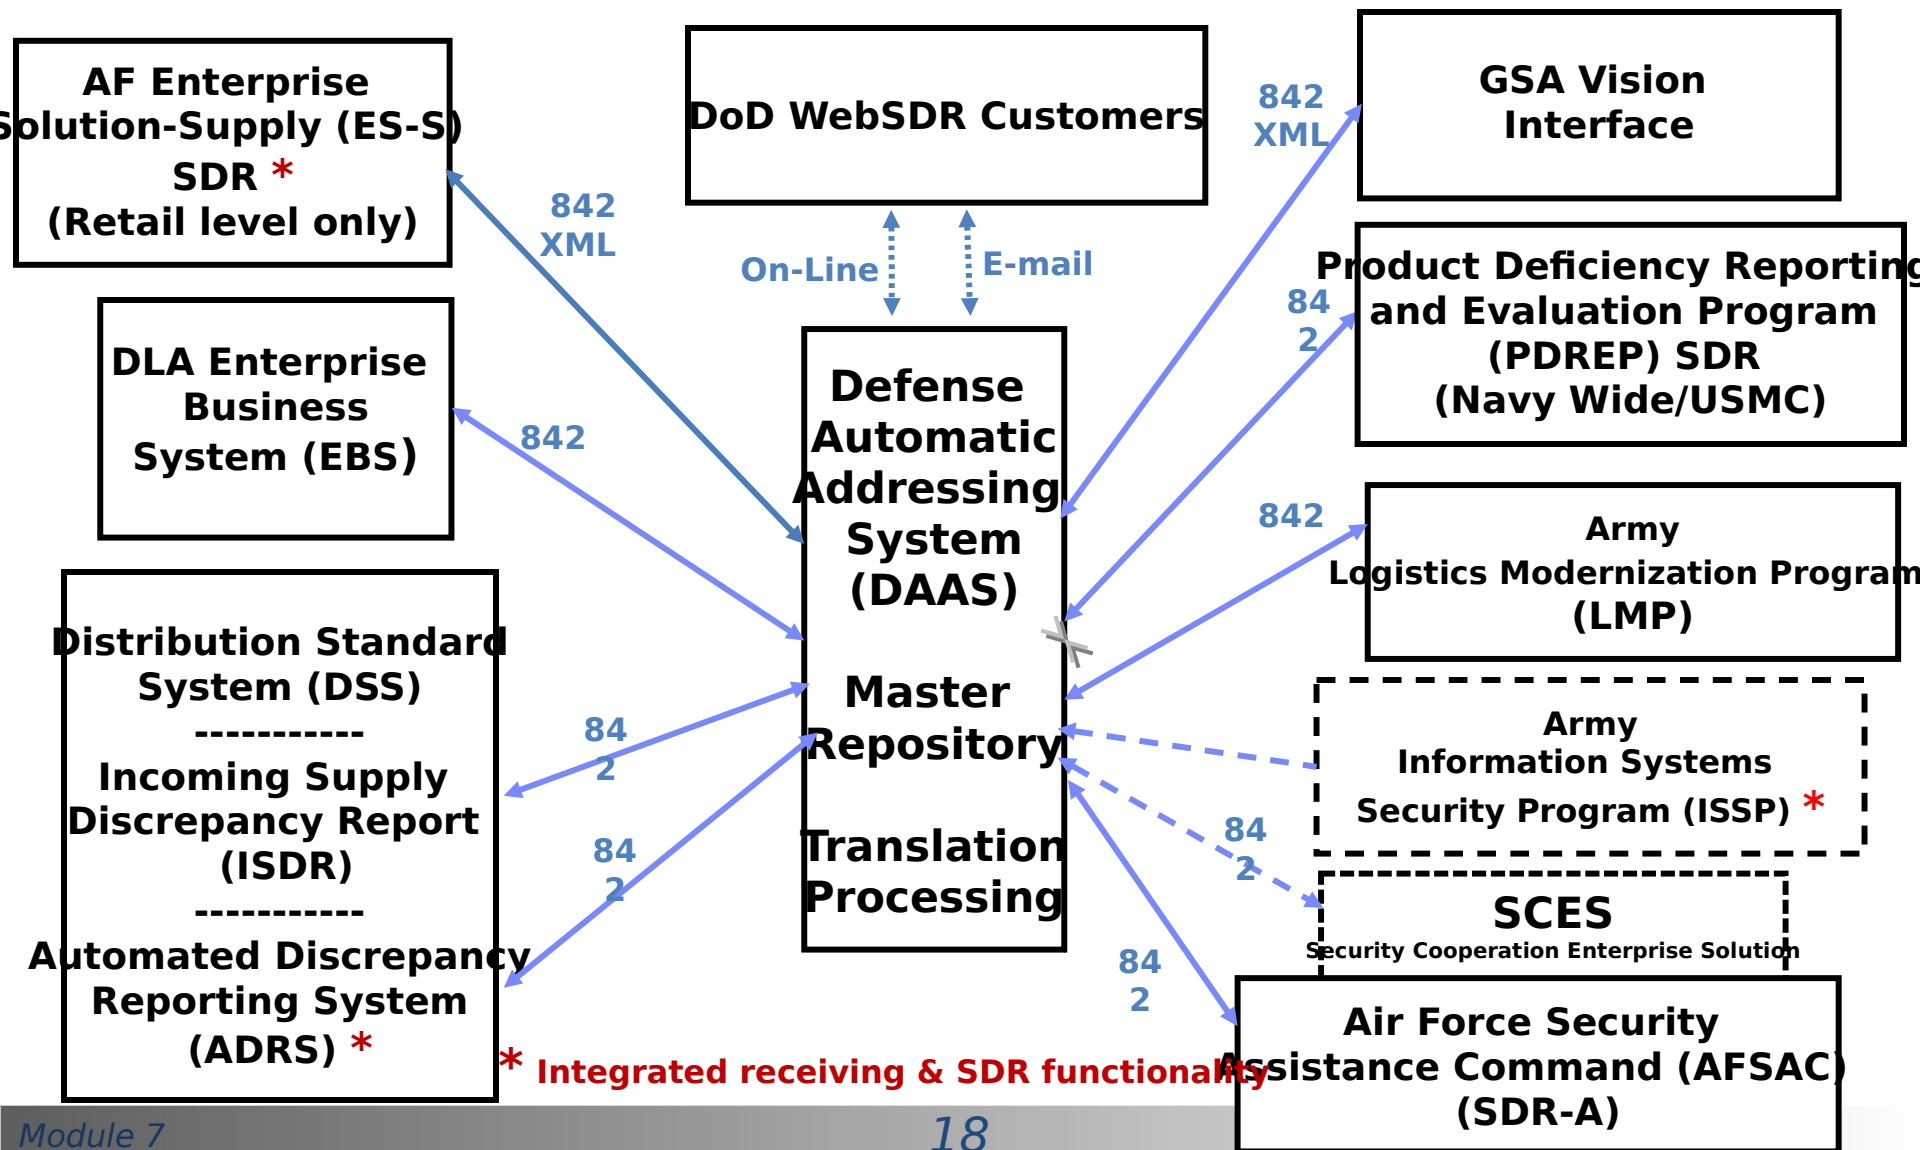 AF Enterprise
Solution-Supply (ES-S)
SDR *
(Retail level only)
842
XML
DoD WebSDR Customers
On-Line
E-mail
842
XML
GSA Vision
Interface
Product Deficiency Reporting
and Evaluation Program
(PDREP) SDR
(Navy Wide/USMC)
84
2
DLA Enterprise
Business
System (EBS)
842
Defense
Automatic
Addressing
System
(DAAS)
Master
Repository
Translation
Processing
842
Army
Logistics Modernization Program
(LMP)
Distribution Standard
System (DSS)
-----------
Incoming Supply
Discrepancy Report
(ISDR)
-----------
Automated Discrepancy
Reporting System
(ADRS) *
84
2
84
2
Army
Information Systems
Security Program (ISSP) *
84
2
SCES
Security Cooperation Enterprise Solution
84
2
Air Force Security
Assistance Command (AFSAC)
(SDR-A)
* Integrated receiving & SDR functionality
Module 7
18